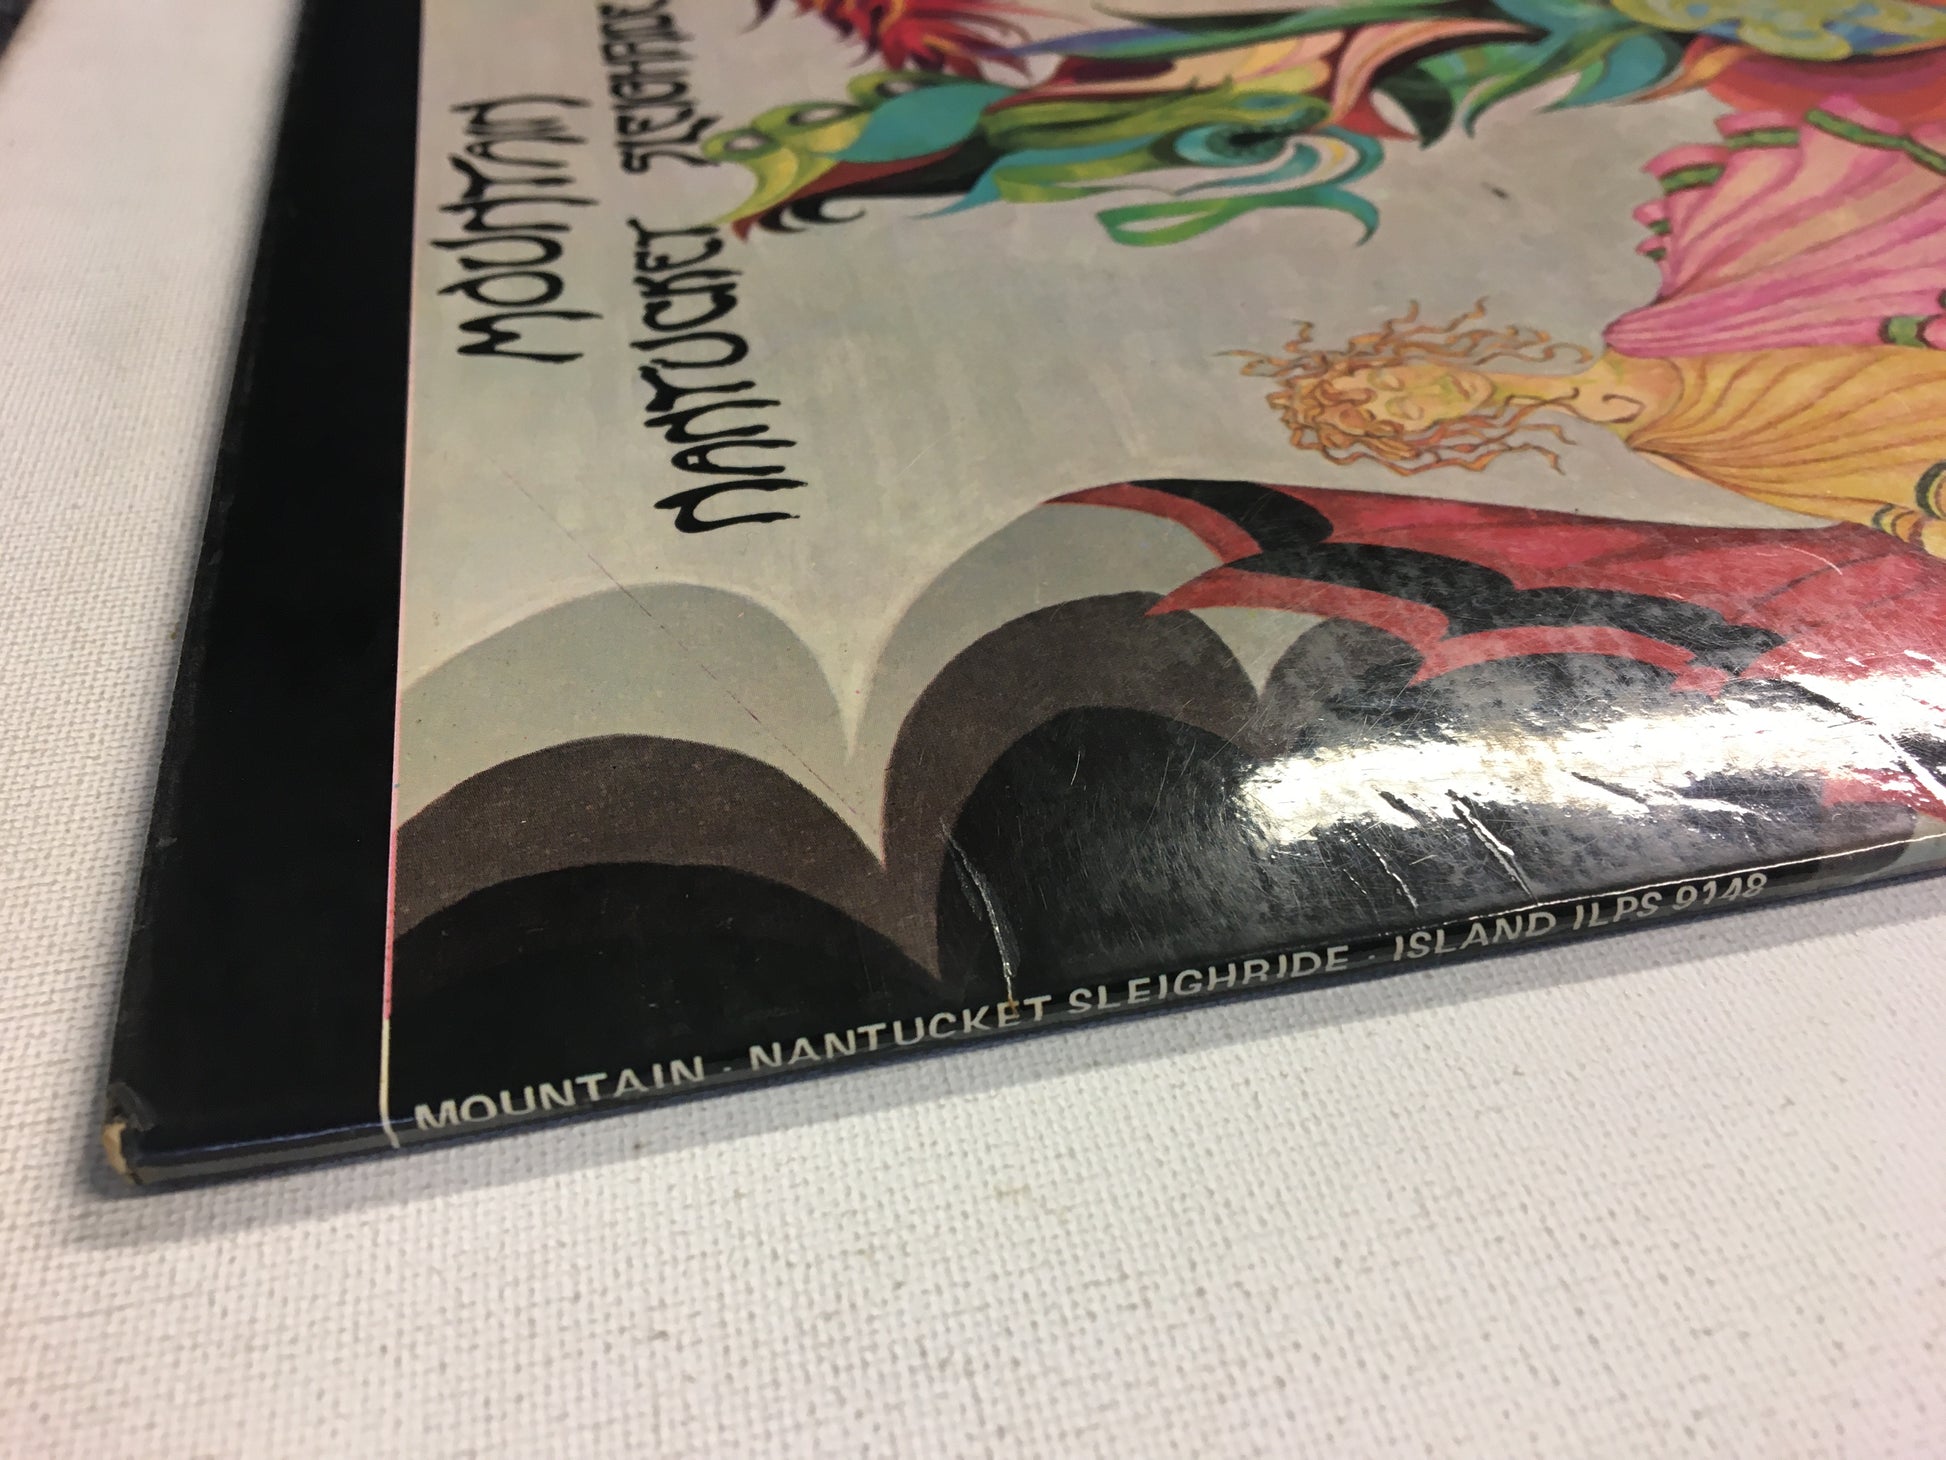 MOUNTAIN
NANTUCKET SLEIGHRIDE
MOUNTAIN · NANTUCKET SLEIGHRIDE · ISLAND ILPS 9148